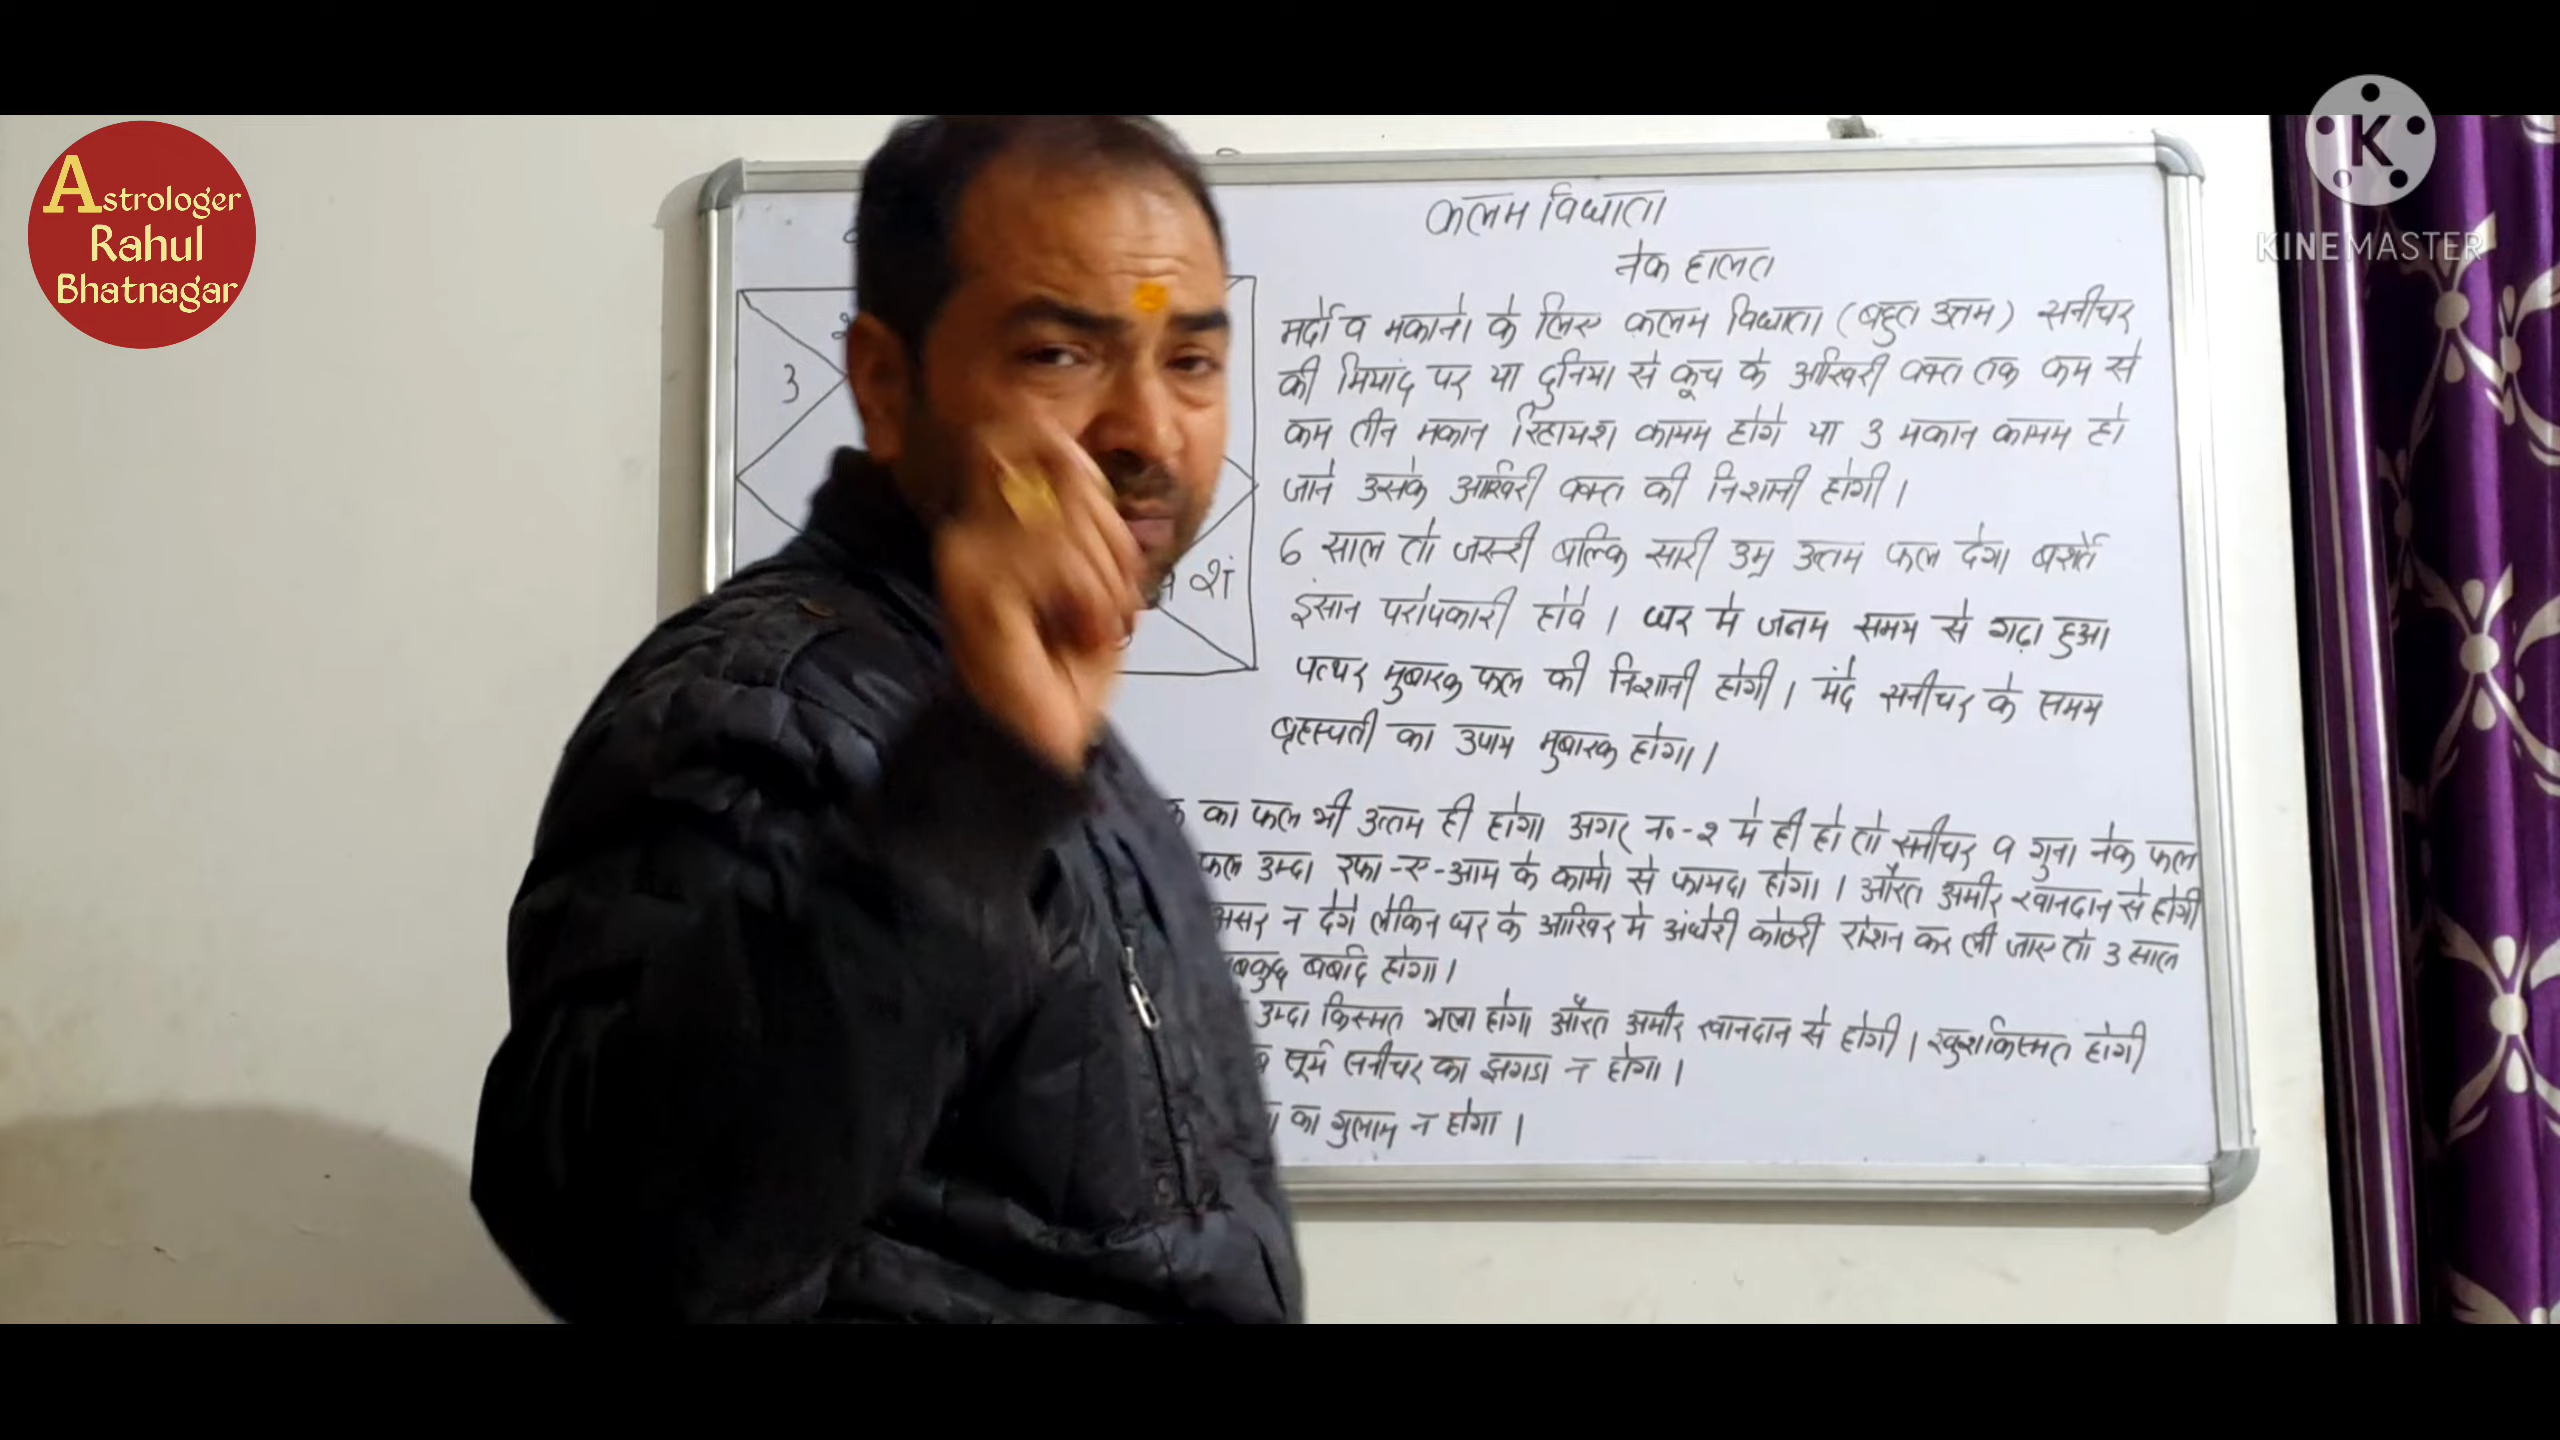 Astrologer
Rahul
Bhatnagar
K
KINEMASTER
कलम विधाता
नेक हालत
मर्दो व मकानो के लिए कलम विधाता (बहुत उत्तम) सनीचर
की मियाद पर या दुनिया से कूच के आखिरी वक्त तक कम से
कम तीन मकान रिहायश कायम होगे या 3 मकान कायम हो
जाने उसके आखिरी वक्त की निशानी होगी।
6 साल तो जरूरी बल्कि सारी उम्र उत्तम फल देगा बशर्ते
इंसान परोपकारी होवे। घर मे जनम समय से गढ़ा हुआ
पत्थर मुबारक फल की निशानी होगी। मंदे सनीचर के समय
बृहस्पती का उपाय मुबारक होगा।
3
शं
का फल भी उत्तम ही होगा अगर न०-२ मे ही हो तो सनीचर ९ गुना नेक फल
फल उम्दा रफा-ए-आम के कामो से फायदा होगा। औरत अमीर खानदान से होगी
असर न देगे लेकिन घर के आखिर मे अंधेरी कोठरी रोशन कर ली जाए तो 3 साल
बर्बाद होगा।
उम्दा किस्मत भला होगा औरत अमीर खानदान से होगी। खुशकिस्मत होगी
सूर्य सनीचर का झगडा न होगा।
का गुलाम न होगा।